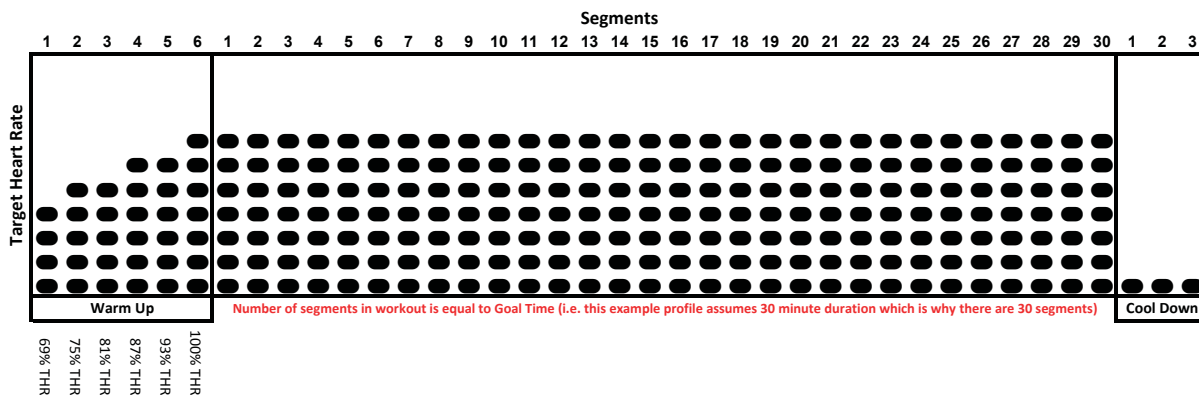 Segments
1 2 3 4 5 6 1 2 3 4 5 6 7 8 9 10 11 12 13 14 15 16 17 18 19 20 21 22 23 24 25 26 27 28 29 30 1 2 3
Target Heart Rate
Warm Up Number of segments in workout is equal to Goal Time (i.e. this example profile assumes 30 minute duration which is why there are 30 segments) Cool Down
69% THR
75% THR
81% THR
87% THR
93% THR
100% THR